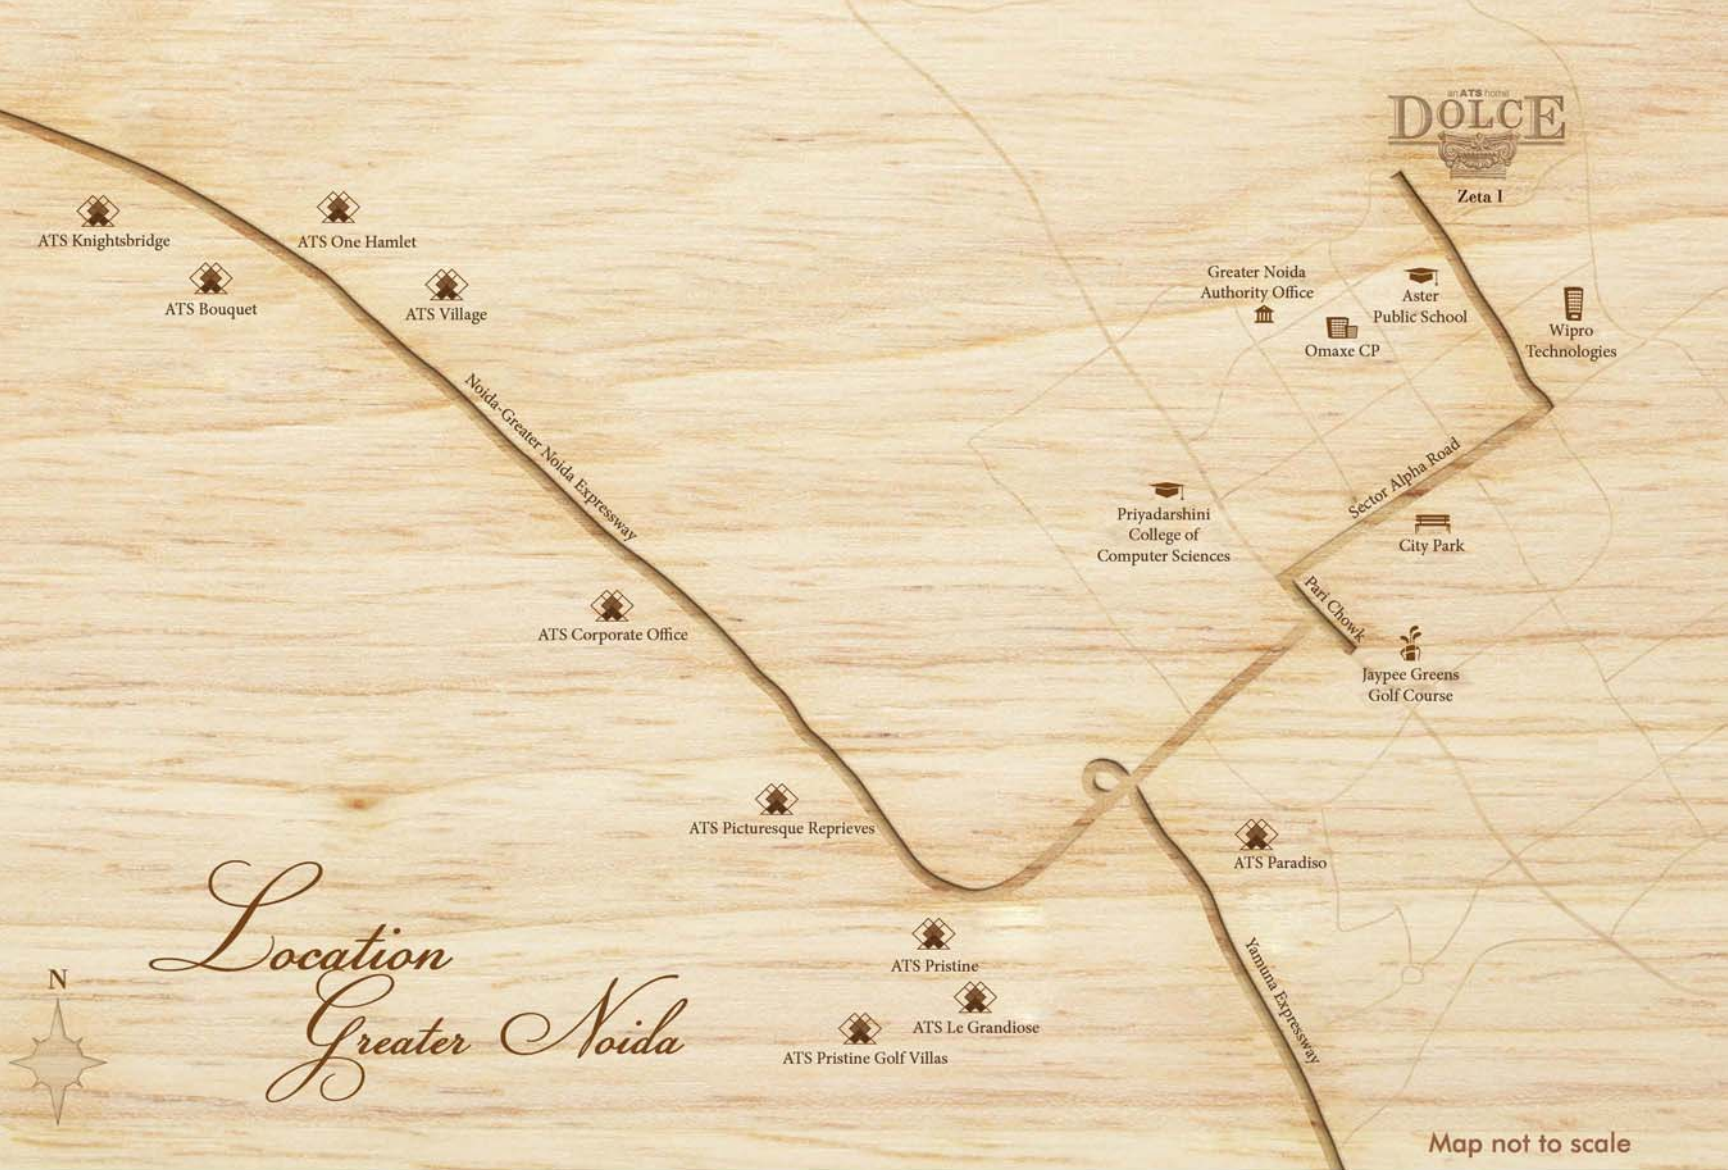 an ATS home
DOLCE
Zeta I
ATS Knightsbridge
ATS One Hamlet
ATS Bouquet
ATS Village
Greater Noida
Authority Office
Aster
Public School
Omaxe CP
Wipro
Technologies
Noida-Greater Noida Expressway
Sector Alpha Road
Priyadarshini
College of
Computer Sciences
City Park
Pari Chowk
ATS Corporate Office
Jaypee Greens
Golf Course
ATS Picturesque Reprieves
ATS Paradiso
Location
Greater Noida
N
ATS Pristine
ATS Le Grandiose
ATS Pristine Golf Villas
Yamuna Expressway
Map not to scale